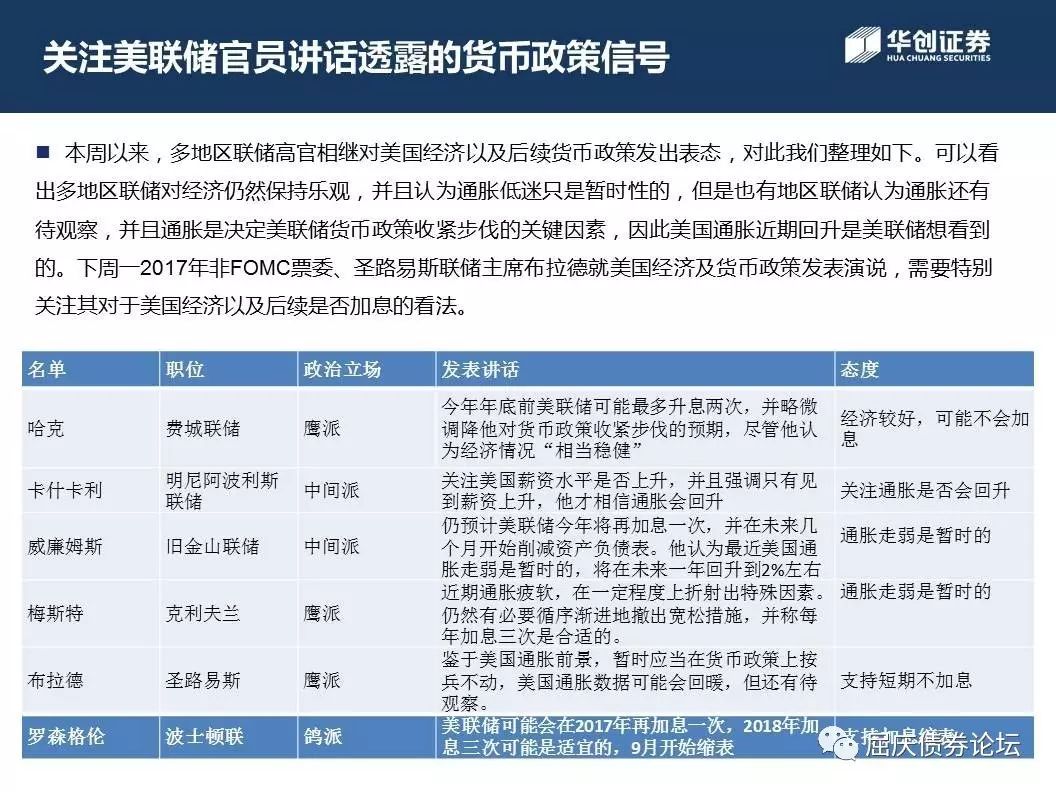 关注美联储官员讲话透露的货币政策信号
华创证券
HUA CHUANG SECURITIES
本周以来，多地区联储高官相继对美国经济以及后续货币政策发出表态，对此我们整理如下。可以看
出多地区联储对经济仍然保持乐观，并且认为通胀低迷只是暂时性的，但是也有地区联储认为通胀还有
待观察，并且通胀是决定美联储货币政策收紧步伐的关键因素，因此美国通胀近期回升是美联储想看到
的。下周一2017年非FOMC票委、圣路易斯联储主席布拉德就美国经济及货币政策发表演说，需要特别
关注其对于美国经济以及后续是否加息的看法。
名单 职位 政治立场 发表讲话 态度
哈克
费城联储
鹰派
今年年底前美联储可能最多升息两次，并略微
调降他对货币政策收紧步伐的预期，尽管他认
为经济情况“相当稳健”
经济较好，可能不会加
息
卡什卡利
明尼阿波利斯
联储
中间派
关注美国薪资水平是否上升，并且强调只有见
到薪资上升，他才相信通胀会回升
关注通胀是否会回升
威廉姆斯
旧金山联储
中间派
仍预计美联储今年将再加息一次，并在未来几
个月开始削减资产负债表。他认为最近美国通
胀走弱是暂时的，将在未来一年回升到2%左右
通胀走弱是暂时的
梅斯特
克利夫兰
鹰派
近期通胀疲软，在一定程度上折射出特殊因素。
仍然有必要循序渐进地撤出宽松措施，并称每
年加息三次是合适的。
通胀走弱是暂时的
布拉德
圣路易斯
鹰派
鉴于美国通胀前景，暂时应当在货币政策上按
兵不动，美国通胀数据可能会回暖，但还有待
观察。
支持短期不加息
罗森格伦
波士顿联
鸽派
美联储可能会在2017年再加息一次，2018年加
息三次可能是适宜的，9月开始缩表
支持加息缩表
屈庆债券论坛